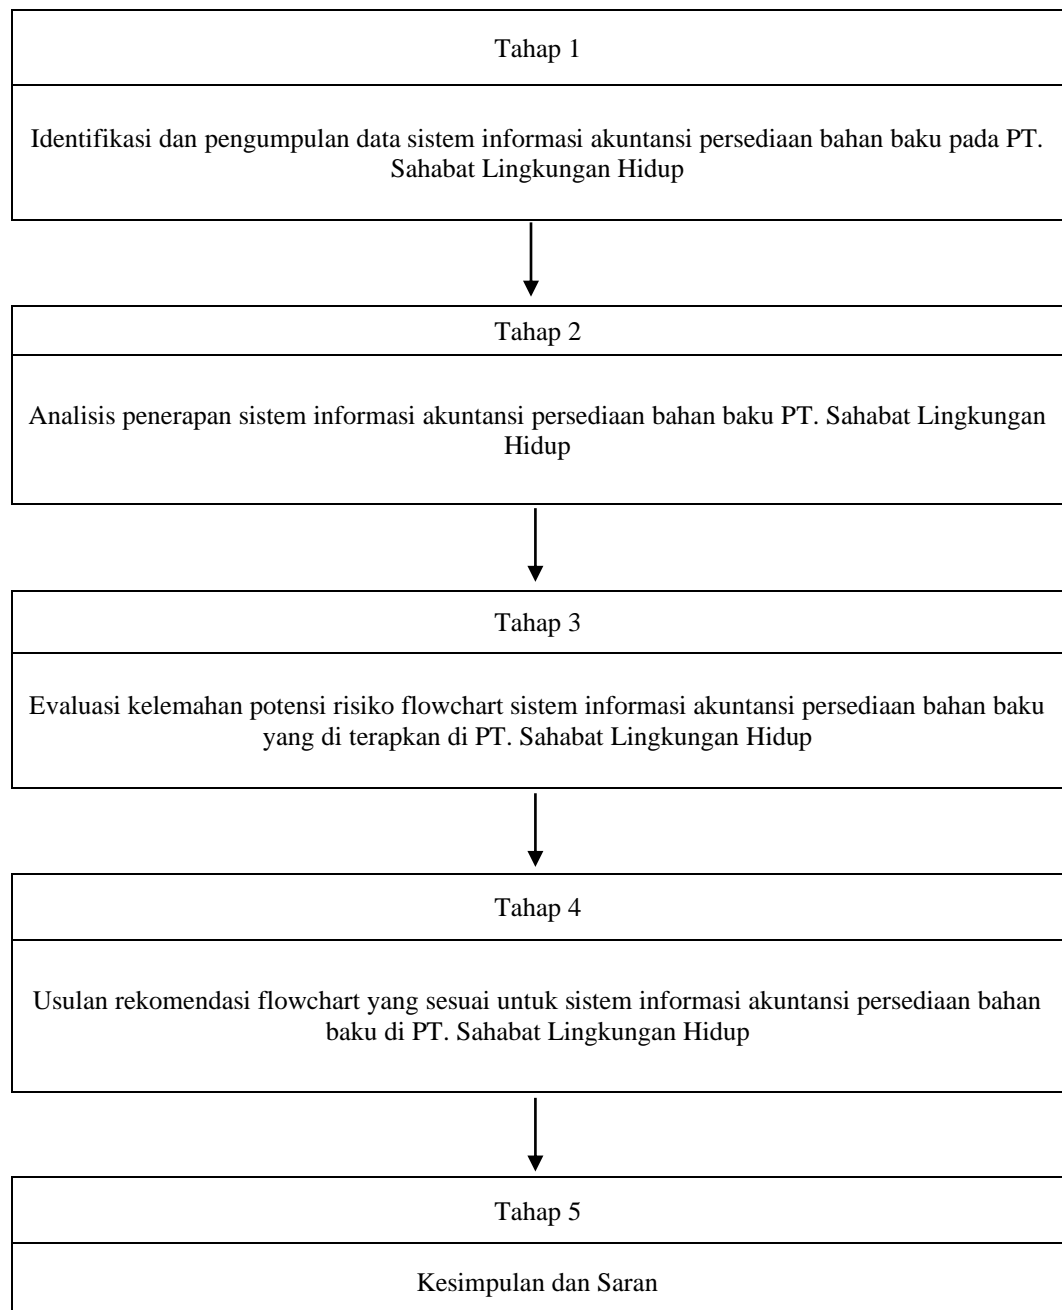 Tahap 1
Identifikasi dan pengumpulan data sistem informasi akuntansi persediaan bahan baku pada PT.
Sahabat Lingkungan Hidup
Tahap 2
Analisis penerapan sistem informasi akuntansi persediaan bahan baku PT. Sahabat Lingkungan
Hidup
Tahap 3
Evaluasi kelemahan potensi risiko flowchart sistem informasi akuntansi persediaan bahan baku
yang di terapkan di PT. Sahabat Lingkungan Hidup
Tahap 4
Usulan rekomendasi flowchart yang sesuai untuk sistem informasi akuntansi persediaan bahan
baku di PT. Sahabat Lingkungan Hidup
Tahap 5
Kesimpulan dan Saran